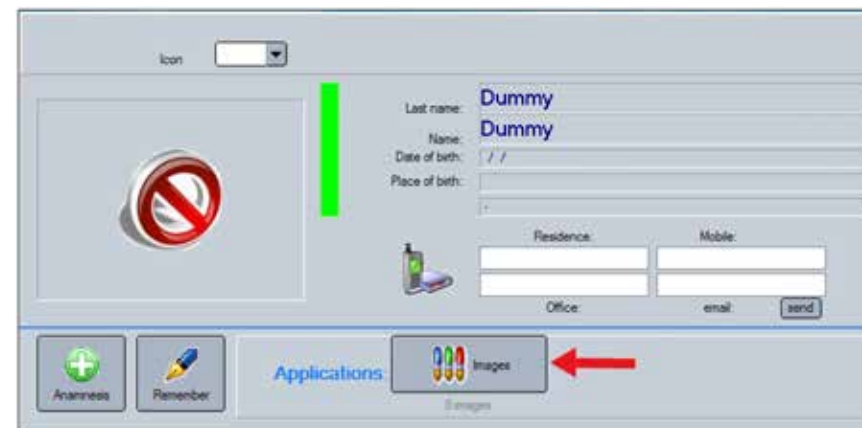 Icon
Last name: Dummy
Name: Dummy
Date of birth: / /
Place of birth:
.
Residence: Mobile:
Office: email: send
Anamnesis Remember Applications Images